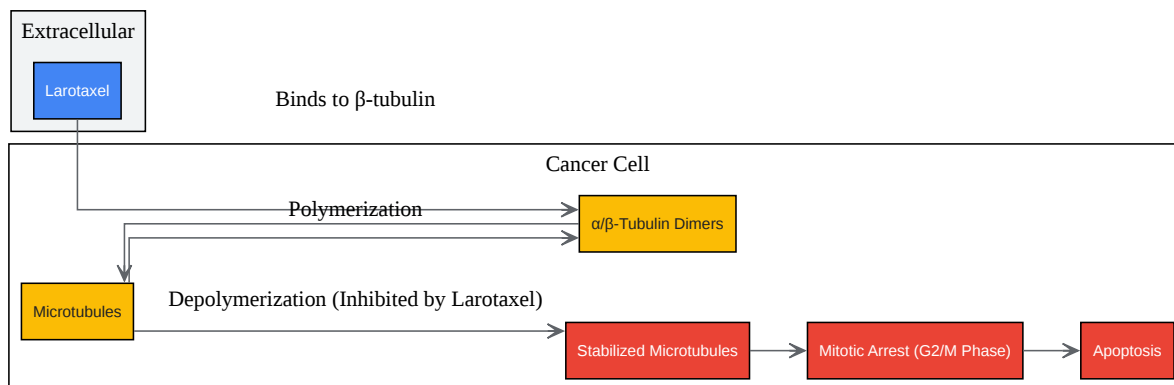 Extracellular
Larotaxel
Binds to β-tubulin
Cancer Cell
Polymerization
α/β-Tubulin Dimers
Microtubules
Depolymerization (Inhibited by Larotaxel)
Stabilized Microtubules
Mitotic Arrest (G2/M Phase)
Apoptosis